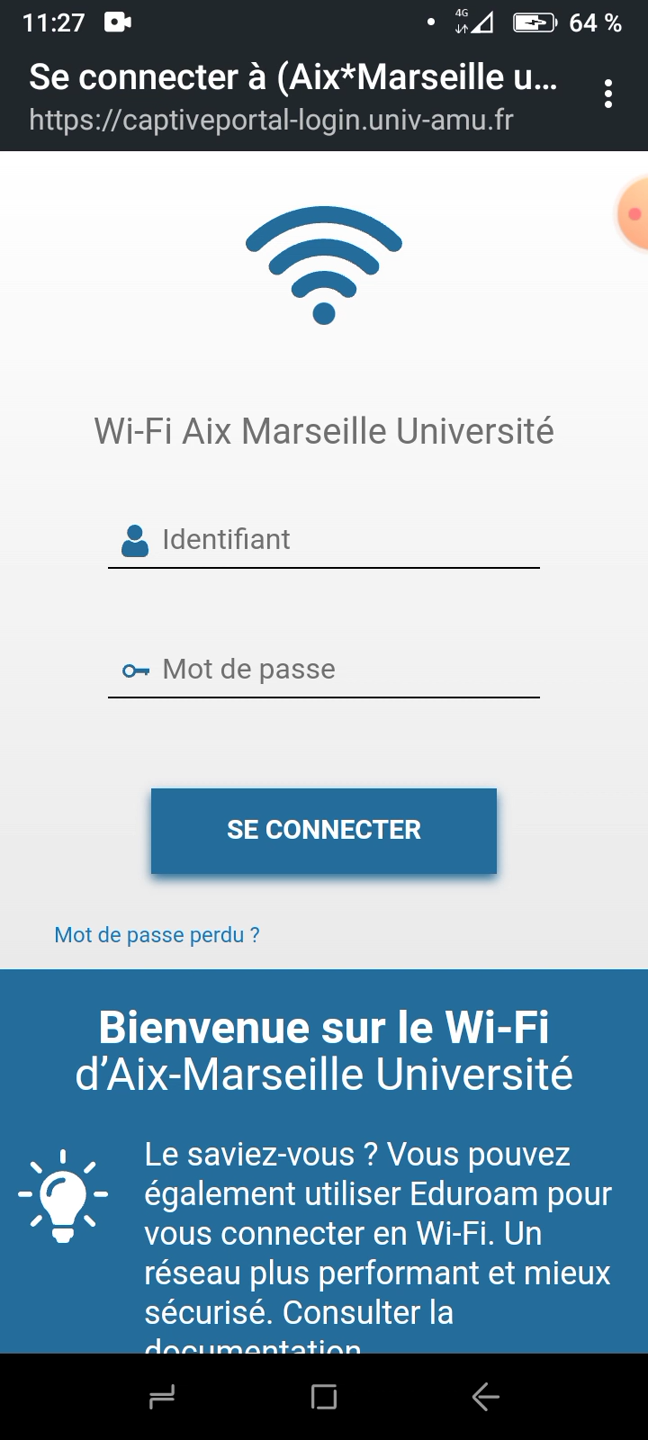 11:27 4G 64 %
Se connecter à (Aix*Marseille u...
https://captiveportal-login.univ-amu.fr
Wi-Fi Aix Marseille Université
Identifiant
Mot de passe
SE CONNECTER
Mot de passe perdu ?
Bienvenue sur le Wi-Fi
d’Aix-Marseille Université
Le saviez-vous ? Vous pouvez
également utiliser Eduroam pour
vous connecter en Wi-Fi. Un
réseau plus performant et mieux
sécurisé. Consulter la
documentation